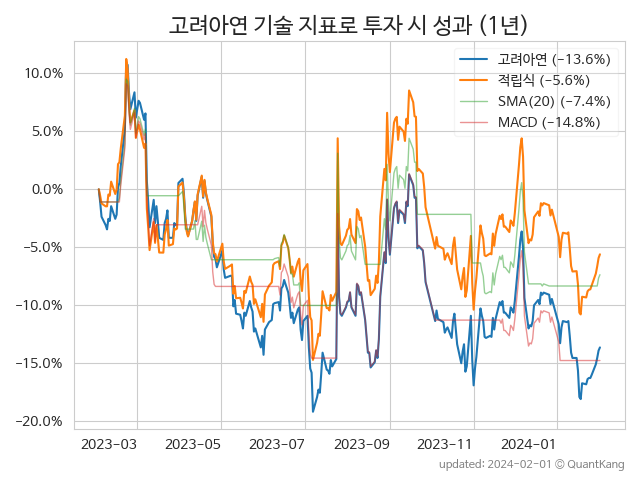 고려아연 기술 지표로 투자 시 성과 (1년)
고려아연 (−13.6%)
적립식 (−5.6%)
SMA(20) (−7.4%)
MACD (−14.8%)
10.0%
5.0%
0.0%
−5.0%
−10.0%
−15.0%
−20.0%
2023-03 2023-05 2023-07 2023-09 2023-11 2024-01
updated: 2024-02-01 © QuantKang